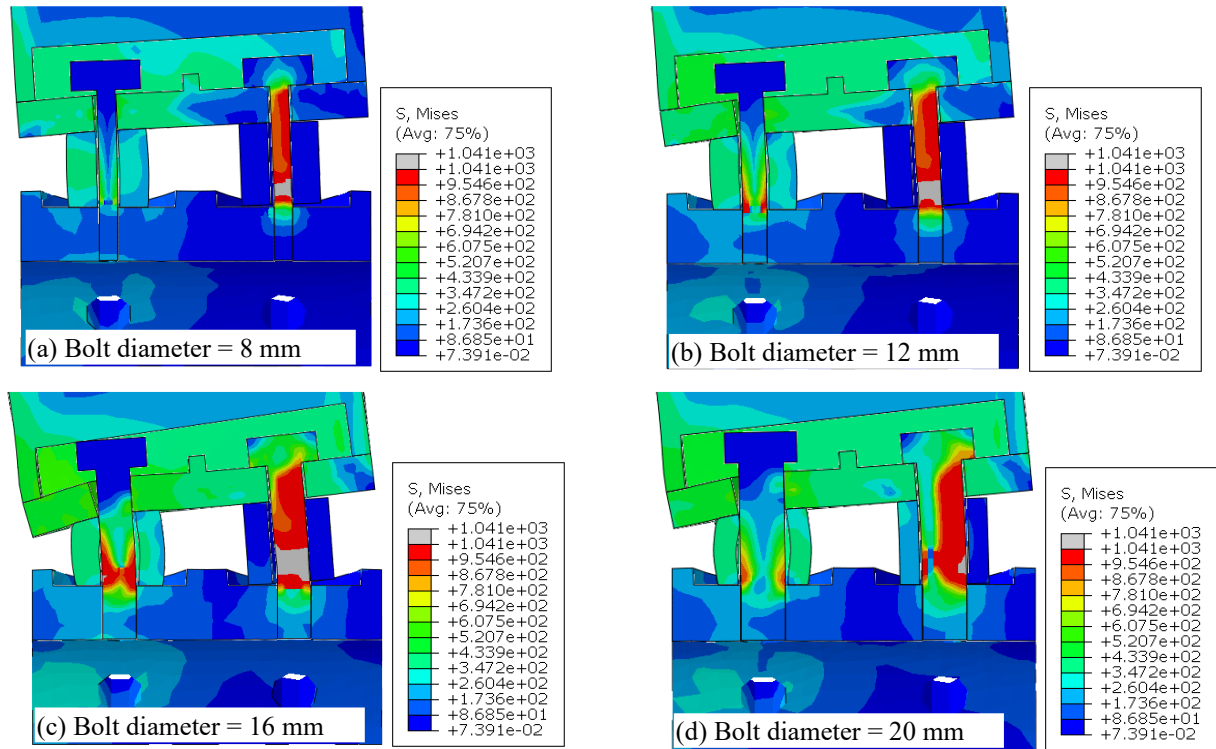 S, Mises
(Avg: 75%)
+1.041e+03
+1.041e+03
+9.546e+02
+8.678e+02
+7.810e+02
+6.942e+02
+6.075e+02
+5.207e+02
+4.339e+02
+3.472e+02
+2.604e+02
+1.736e+02
+8.685e+01
+7.391e-02
(a) Bolt diameter = 8 mm
S, Mises
(Avg: 75%)
+1.041e+03
+1.041e+03
+9.546e+02
+8.678e+02
+7.810e+02
+6.942e+02
+6.075e+02
+5.207e+02
+4.339e+02
+3.472e+02
+2.604e+02
+1.736e+02
+8.685e+01
+7.391e-02
(b) Bolt diameter = 12 mm
S, Mises
(Avg: 75%)
+1.041e+03
+1.041e+03
+9.546e+02
+8.678e+02
+7.810e+02
+6.942e+02
+6.075e+02
+5.207e+02
+4.339e+02
+3.472e+02
+2.604e+02
+1.736e+02
+8.685e+01
+7.391e-02
(c) Bolt diameter = 16 mm
S, Mises
(Avg: 75%)
+1.041e+03
+1.041e+03
+9.546e+02
+8.678e+02
+7.810e+02
+6.942e+02
+6.075e+02
+5.207e+02
+4.339e+02
+3.472e+02
+2.604e+02
+1.736e+02
+8.685e+01
+7.391e-02
(d) Bolt diameter = 20 mm